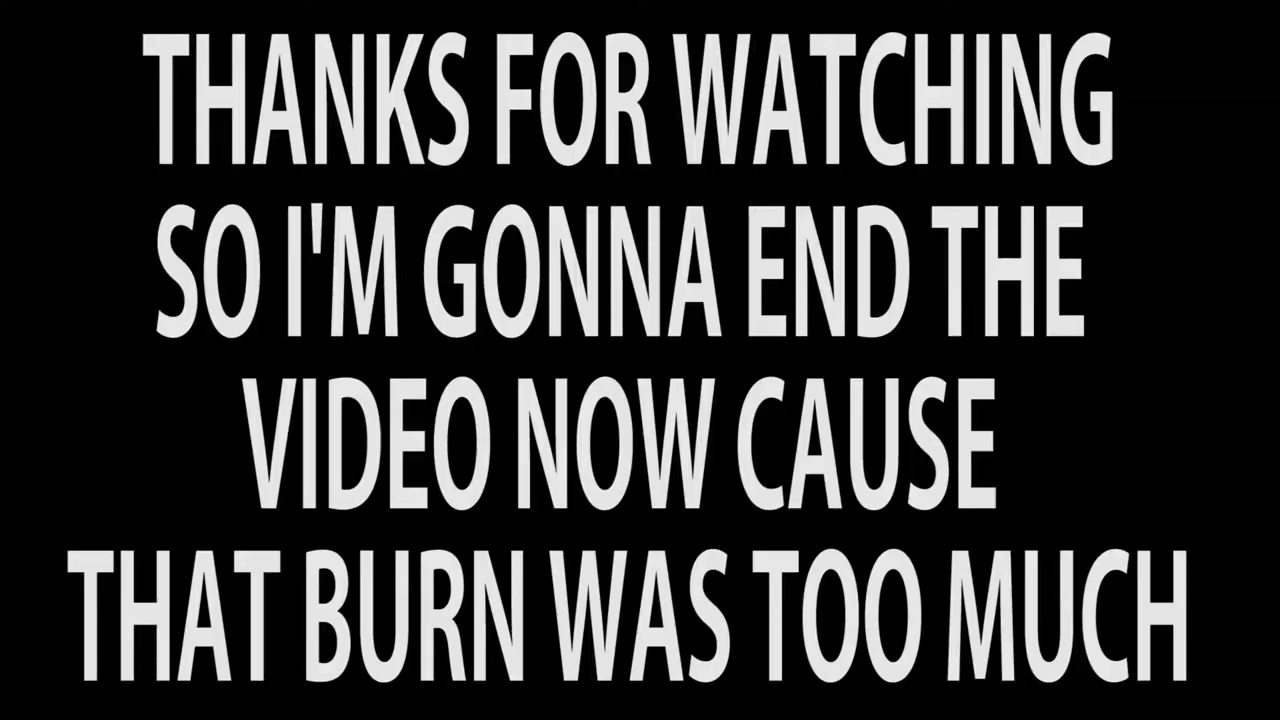 THANKS FOR WATCHING
SO I'M GONNA END THE
VIDEO NOW CAUSE
THAT BURN WAS TOO MUCH